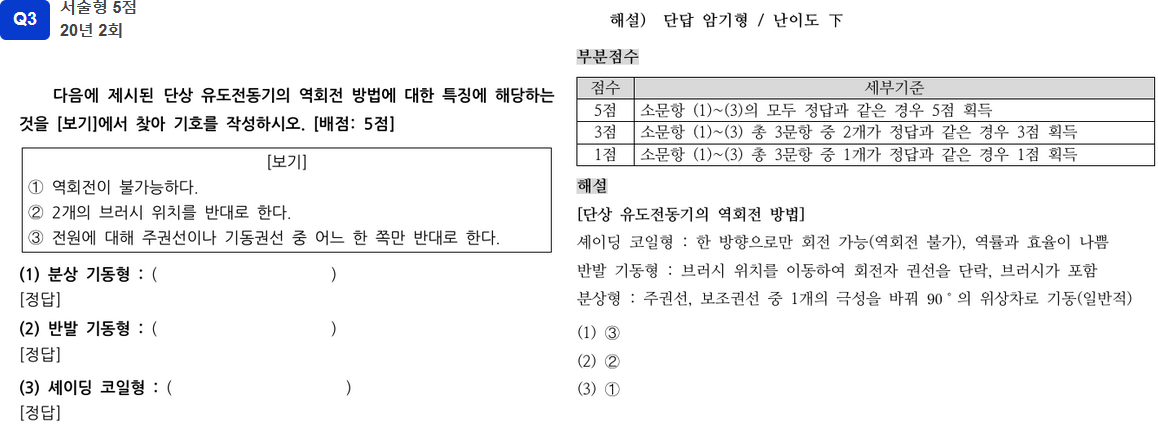 Q3
서술형 5점
20년 2회
다음에 제시된 단상 유도전동기의 역회전 방법에 대한 특징에 해당하는
것을 [보기]에서 찾아 기호를 작성하시오. [배점: 5점]
[보기]
① 역회전이 불가능하다.
② 2개의 브러시 위치를 반대로 한다.
③ 전원에 대해 주권선이나 기동권선 중 어느 한 쪽만 반대로 한다.
(1) 분상 기동형 : ( )
[정답]
(2) 반발 기동형 : ( )
[정답]
(3) 셰이딩 코일형 : ( )
[정답]
해설) 단답 암기형 / 난이도 下
부분점수
점수 세부기준
5점 소문항 (1)~(3)의 모두 정답과 같은 경우 5점 획득
3점 소문항 (1)~(3) 총 3문항 중 2개가 정답과 같은 경우 3점 획득
1점 소문항 (1)~(3) 총 3문항 중 1개가 정답과 같은 경우 1점 획득
해설
[단상 유도전동기의 역회전 방법]
셰이딩 코일형 : 한 방향으로만 회전 가능(역회전 불가), 역률과 효율이 나쁨
반발 기동형 : 브러시 위치를 이동하여 회전자 권선을 단락, 브러시가 포함
분상형 : 주권선, 보조권선 중 1개의 극성을 바꿔 90˚의 위상차로 기동(일반적)
(1) ③
(2) ②
(3) ①